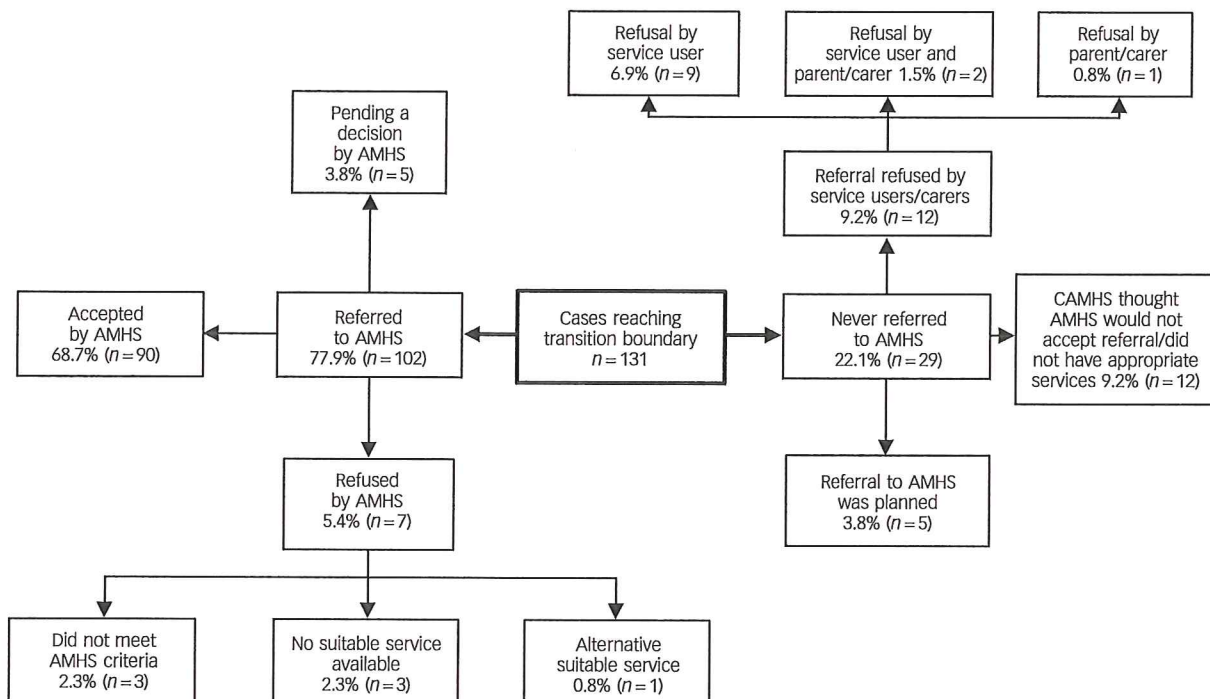 Refusal by
service user
6.9% (n=9)
Refusal by
service user and
parent/carer 1.5% (n=2)
Refusal by
parent/carer
0.8% (n=1)
Pending a
decision
by AMHS
3.8% (n=5)
Referral refused by
service users/carers
9.2% (n=12)
Accepted
by AMHS
68.7% (n=90)
Referred
to AMHS
77.9% (n=102)
Cases reaching
transition boundary
n=131
Never referred
to AMHS
22.1% (n=29)
CAMHS thought
AMHS would not
accept referral/did
not have appropriate
services 9.2% (n=12)
Refused
by AMHS
5.4% (n=7)
Referral to AMHS
was planned
3.8% (n=5)
Did not meet
AMHS criteria
2.3% (n=3)
No suitable service
available
2.3% (n=3)
Alternative
suitable service
0.8% (n=1)